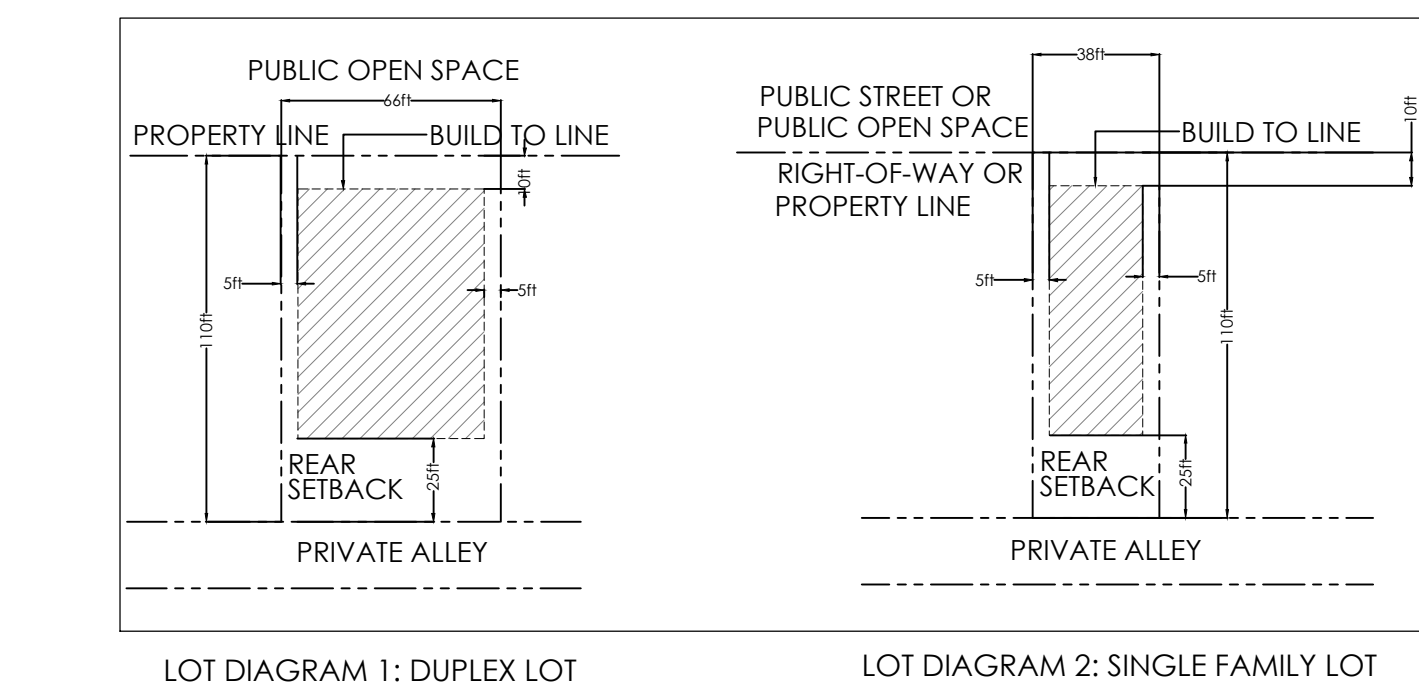 PUBLIC OPEN SPACE
66ft
PROPERTY LINE
BUILD TO LINE
10ft
5ft
5ft
110ft
REAR
SETBACK
25ft
PRIVATE ALLEY
LOT DIAGRAM 1: DUPLEX LOT
38ft
PUBLIC STREET OR
PUBLIC OPEN SPACE
BUILD TO LINE
10ft
RIGHT-OF-WAY OR
PROPERTY LINE
5ft
5ft
110ft
REAR
SETBACK
25ft
PRIVATE ALLEY
LOT DIAGRAM 2: SINGLE FAMILY LOT